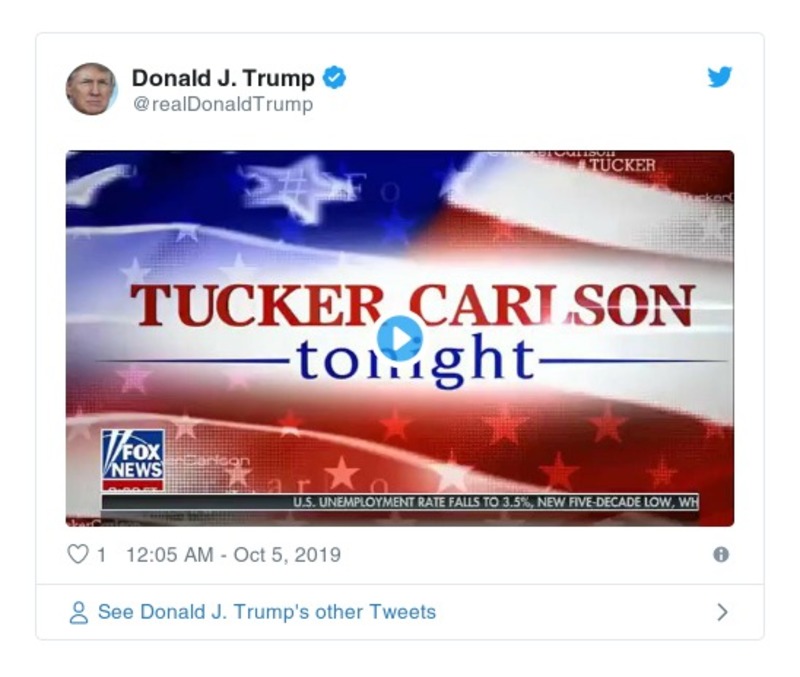 Donald J. Trump
@realDonaldTrump
#TUCKER
TUCKER CARLSON
tonight
FOX
NEWS
U.S. UNEMPLOYMENT RATE FALLS TO 3.5%, NEW FIVE-DECADE LOW, WH
1 12:05 AM - Oct 5, 2019
See Donald J. Trump's other Tweets